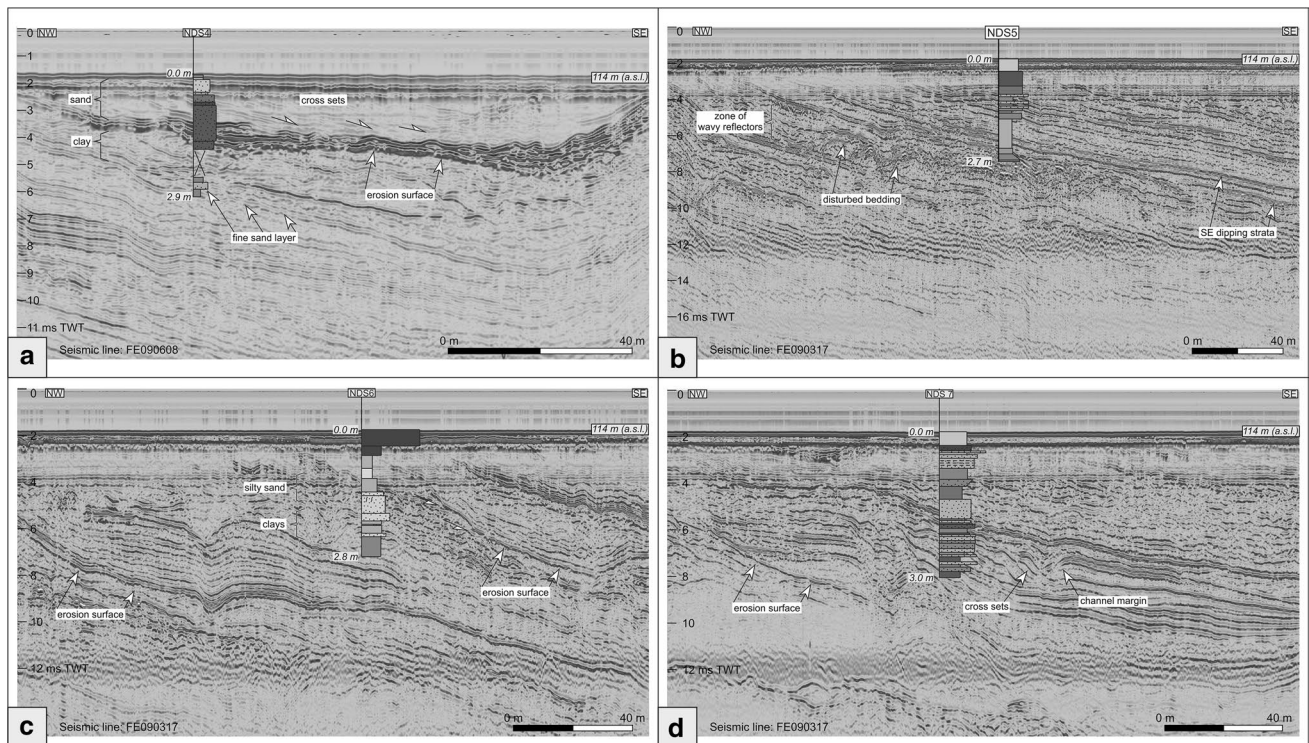 NW
NDS4
SE
0
1
0.0 m
114 m (a.s.l.)
2
sand
cross sets
3
clay
4
5
erosion surface
6
2.9 m
fine sand layer
7
8
9
10
11 ms TWT
a
Seismic line: FE090608
0 m
40 m
NW
NDS5
SE
0
0.0 m
114 m (a.s.l.)
2
4
zone of
wavy reflectors
6
2.7 m
8
disturbed bedding
10
SE dipping strata
12
14
16 ms TWT
b
Seismic line: FE090317
0 m
40 m
NW
NDS6
SE
0
0.0 m
114 m (a.s.l.)
2
4
silty sand
clays
6
2.8 m
8
erosion surface
erosion surface
10
12 ms TWT
c
Seismic line: FE090317
0 m
40 m
NW
NDS 7
SE
0
0.0 m
114 m (a.s.l.)
2
4
6
8
3.0 m
erosion surface
cross sets
channel margin
10
12 ms TWT
d
Seismic line: FE090317
0 m
40 m